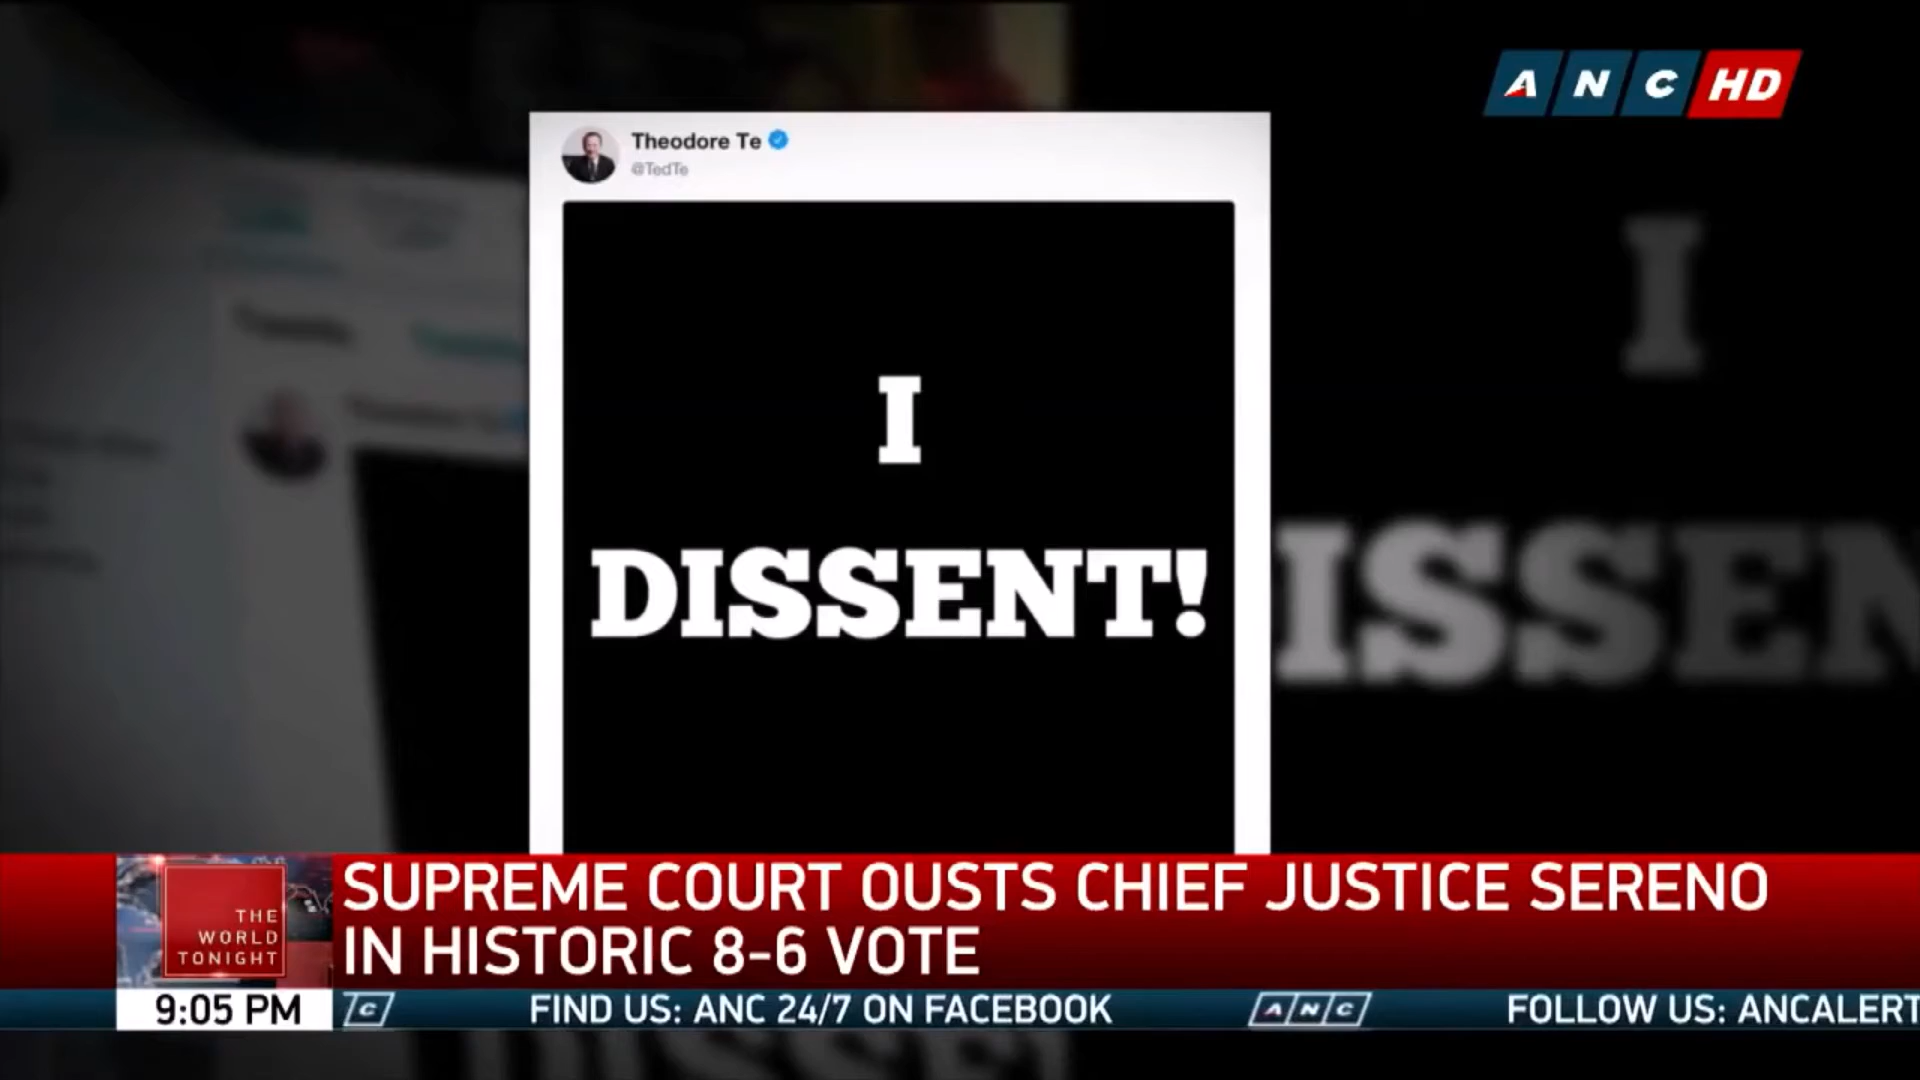 ANC HD
Theodore Te
@TedTe
I
DISSENT!
I
ISSEN
SUPREME COURT OUSTS CHIEF JUSTICE SERENO
IN HISTORIC 8-6 VOTE
THE
WORLD
TONIGHT
9:05 PM
C
FIND US: ANC 24/7 ON FACEBOOK
ANC
FOLLOW US: ANCALERT